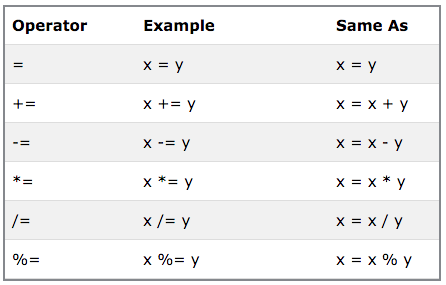 Operator Example Same As
= x = y x = y
+= x += y x = x + y
-= x -= y x = x - y
*= x *= y x = x * y
/= x /= y x = x / y
%= x %= y x = x % y